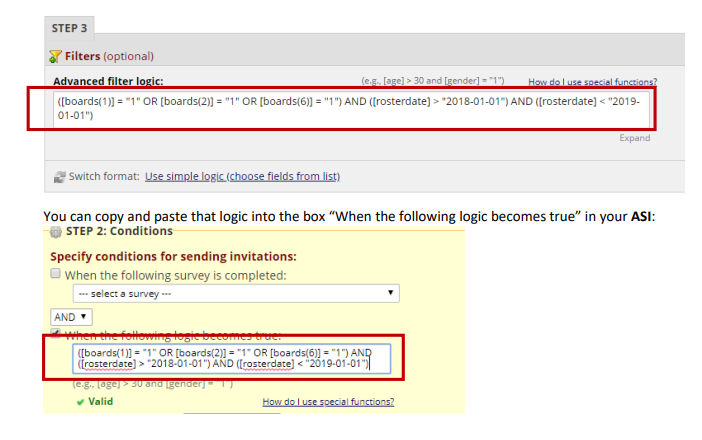 STEP 3
Filters (optional)
Advanced filter logic: (e.g., [age] > 30 and [gender] = "1") How do I use special functions?
([boards(1)] = "1" OR [boards(2)] = "1" OR [boards(6)] = "1") AND ([rosterdate] > "2018-01-01") AND ([rosterdate] < "2019-
01-01")
Expand
Switch format: Use simple logic (choose fields from list)
You can copy and paste that logic into the box “When the following logic becomes true” in your ASI:
STEP 2: Conditions
Specify conditions for sending invitations:
When the following survey is completed:
--- select a survey ---
AND
When the following logic becomes true:
([boards(1)] = "1" OR [boards(2)] = "1" OR [boards(6)] = "1") AND
([rosterdate] > "2018-01-01") AND ([rosterdate] < "2019-01-01")
(e.g., [age] > 30 and [gender] = "1")
Valid How do I use special functions?